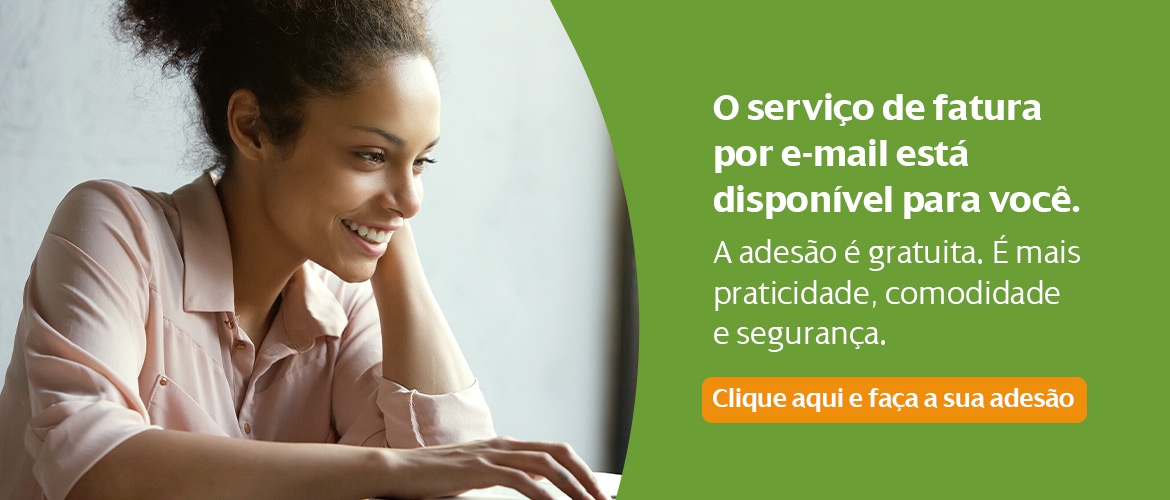 O serviço de fatura
por e-mail está
disponível para você.
A adesão é gratuita. É mais
praticidade, comodidade
e segurança.
Clique aqui e faça a sua adesão